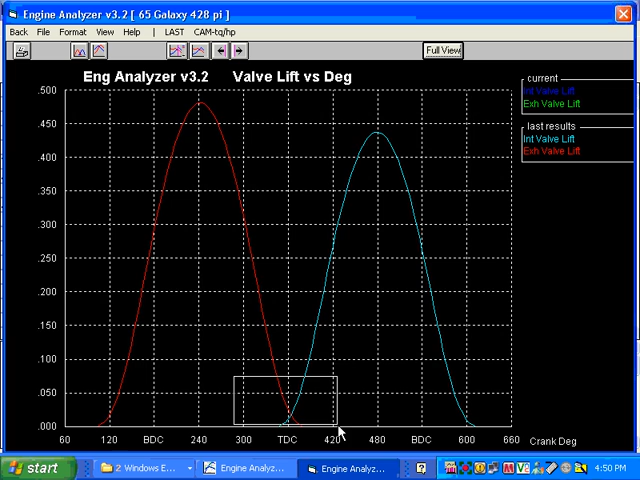 Engine Analyzer v3.2 [ 65 Galaxy 428 pi ]
Back File Format View Help | LAST CAM-tq/hp
Full View
Eng Analyzer v3.2 Valve Lift vs Deg
current
Int Valve Lift
Exh Valve Lift
last results
Int Valve Lift
Exh Valve Lift
.500
.450
.400
.350
.300
.250
.200
.150
.100
.050
.000
60 120 BDC 240 300 TDC 420 480 BDC 600 660 Crank Deg
start 2 Windows E... Engine Analyz... Engine Analyz... 4:50 PM